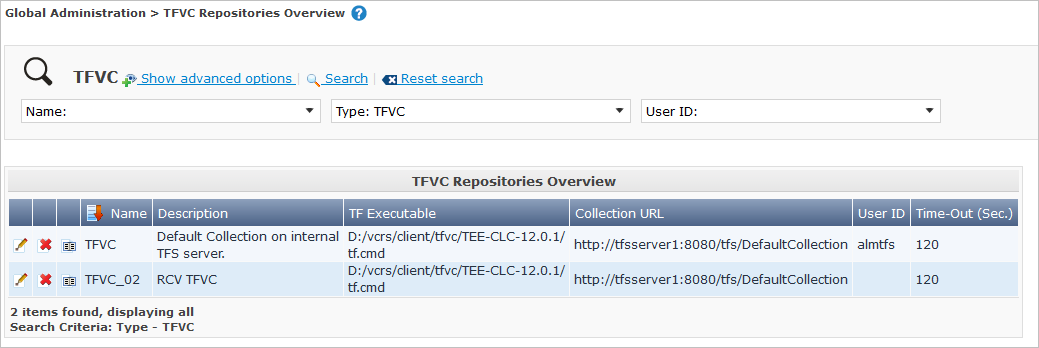 Global Administration > TFVC Repositories Overview ?
TFVC Show advanced options | Search | Reset search
Name: Type: TFVC User ID:
TFVC Repositories Overview
Name Description TF Executable Collection URL User ID Time-Out (Sec.)
TFVC Default Collection on internal TFS server. D:/vcrs/client/tfvc/TEE-CLC-12.0.1/tf.cmd http://tfsserver1:8080/tfs/DefaultCollection almtfs 120
TFVC_02 RCV TFVC D:/vcrs/client/tfvc/TEE-CLC-12.0.1/tf.cmd http://tfsserver1:8080/tfs/DefaultCollection 120
2 items found, displaying all
Search Criteria: Type - TFVC